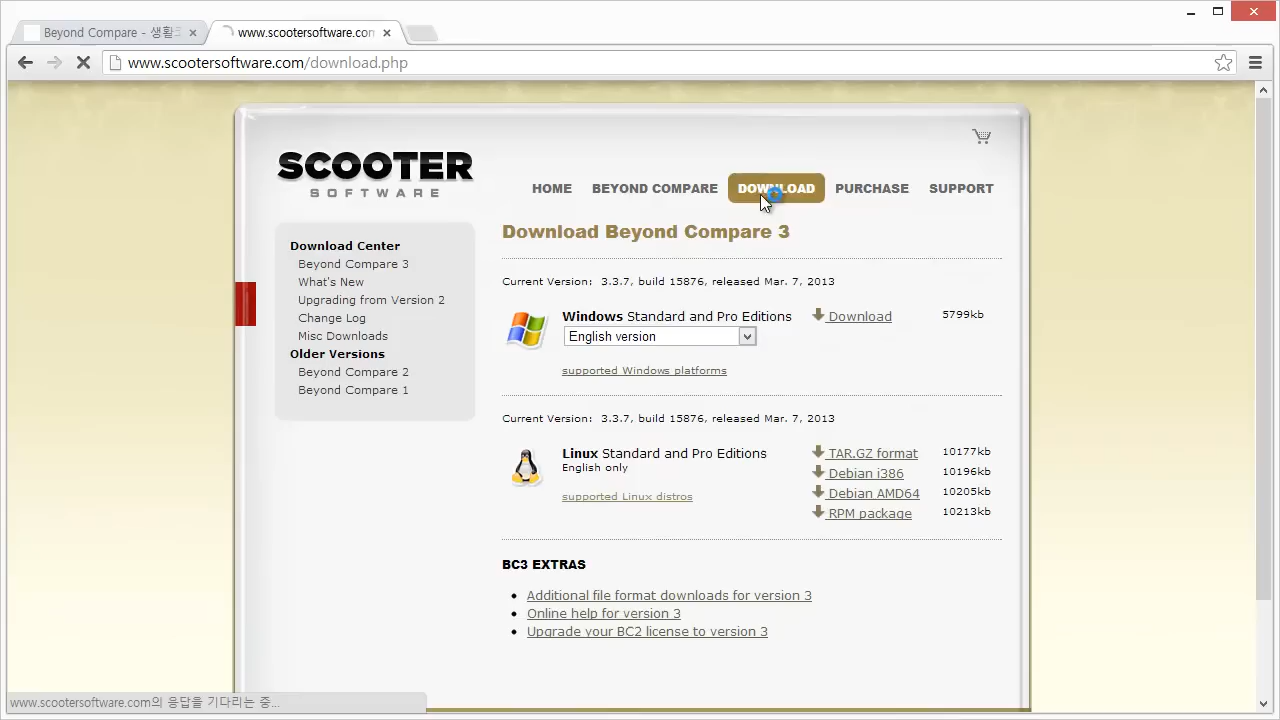 Beyond Compare - 생활코
www.scootersoftware.com
www.scootersoftware.com/download.php
SCOOTER
SOFTWARE
HOME BEYOND COMPARE DOWNLOAD PURCHASE SUPPORT
Download Center
Beyond Compare 3
What's New
Upgrading from Version 2
Change Log
Misc Downloads
Older Versions
Beyond Compare 2
Beyond Compare 1
Download Beyond Compare 3
Current Version: 3.3.7, build 15876, released Mar. 7, 2013
Windows Standard and Pro Editions Download 5799kb
English version
supported Windows platforms
Current Version: 3.3.7, build 15876, released Mar. 7, 2013
Linux Standard and Pro Editions TAR.GZ format 10177kb
English only Debian i386 10196kb
supported Linux distros Debian AMD64 10205kb
RPM package 10213kb
BC3 EXTRAS
Additional file format downloads for version 3
Online help for version 3
Upgrade your BC2 license to version 3
www.scootersoftware.com의 응답을 기다리는 중...